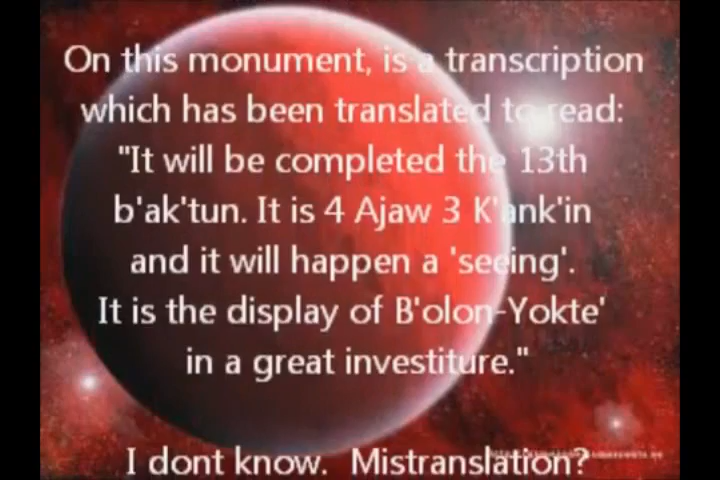 On this monument, is a transcription
which has been translated to read:
"It will be completed the 13th
b'ak'tun. It is 4 Ajaw 3 K'ank'in
and it will happen a 'seeing'.
It is the display of B'olon-Yokte'
in a great investiture."
I dont know.  Mistranslation?